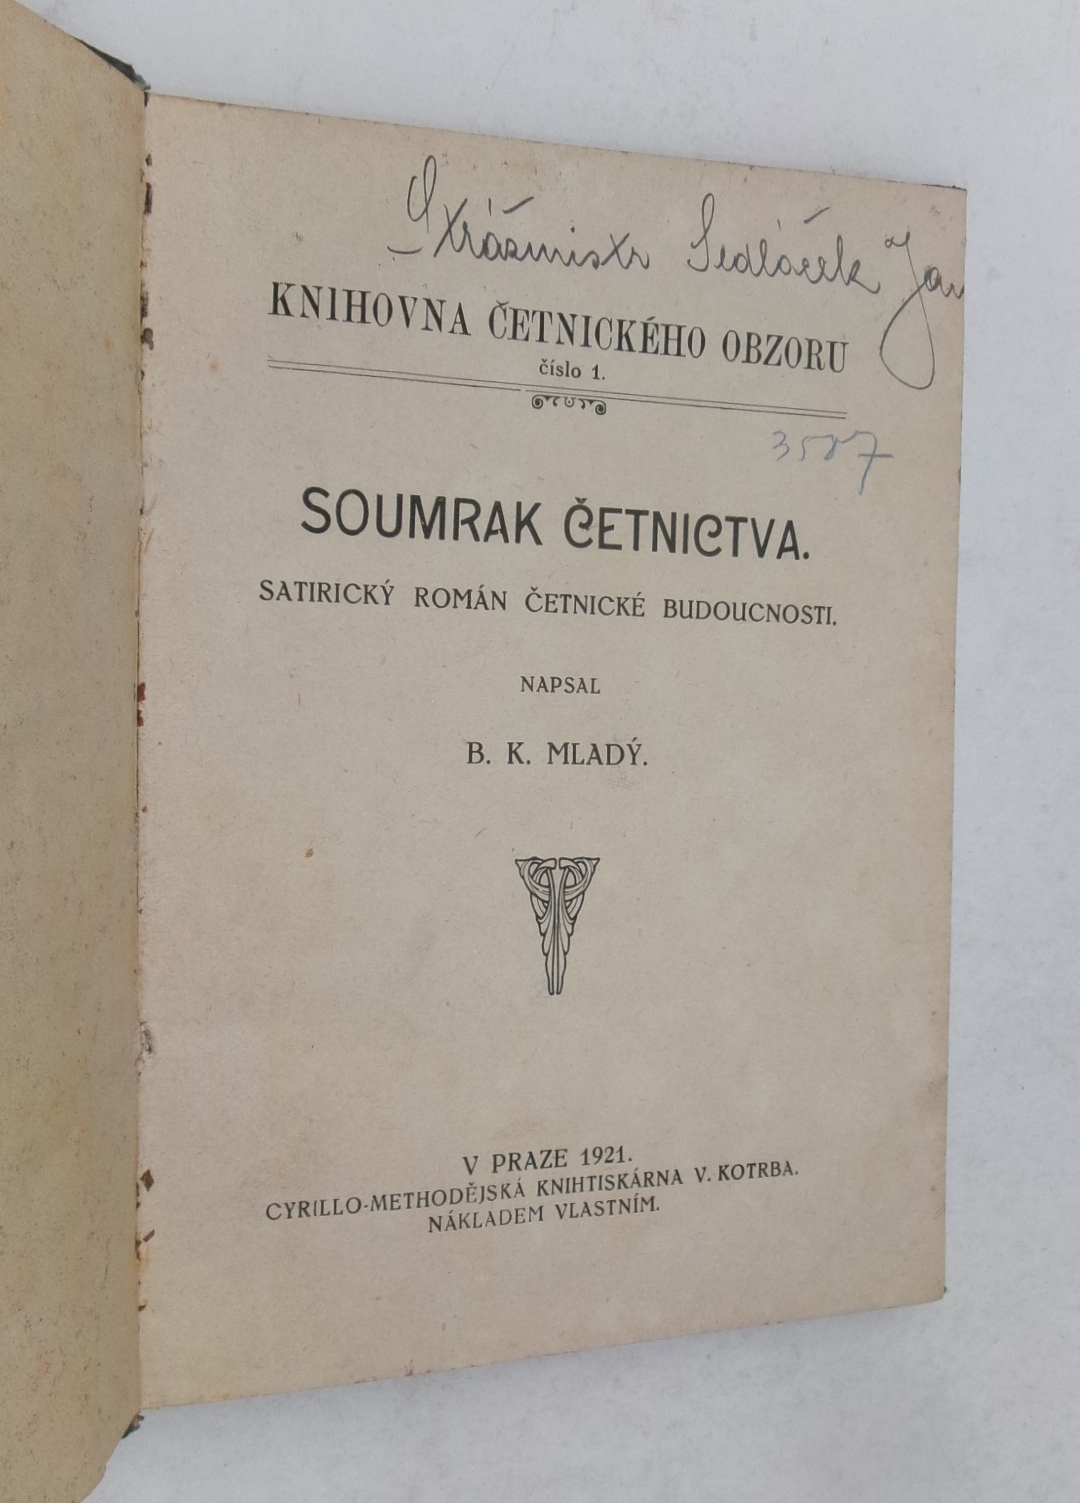 Strážmistr Sedláček Jan
KNIHOVNA ČETNICKÉHO OBZORU
číslo 1.
3587
SOUMRAK ČETNICTVA.
SATIRICKÝ ROMÁN ČETNICKÉ BUDOUCNOSTI.
NAPSAL
B. K. MLADÝ.
V PRAZE 1921.
CYRILLO-METHODĚJSKÁ KNIHTISKÁRNA V. KOTRBA.
NÁKLADEM VLASTNÍM.